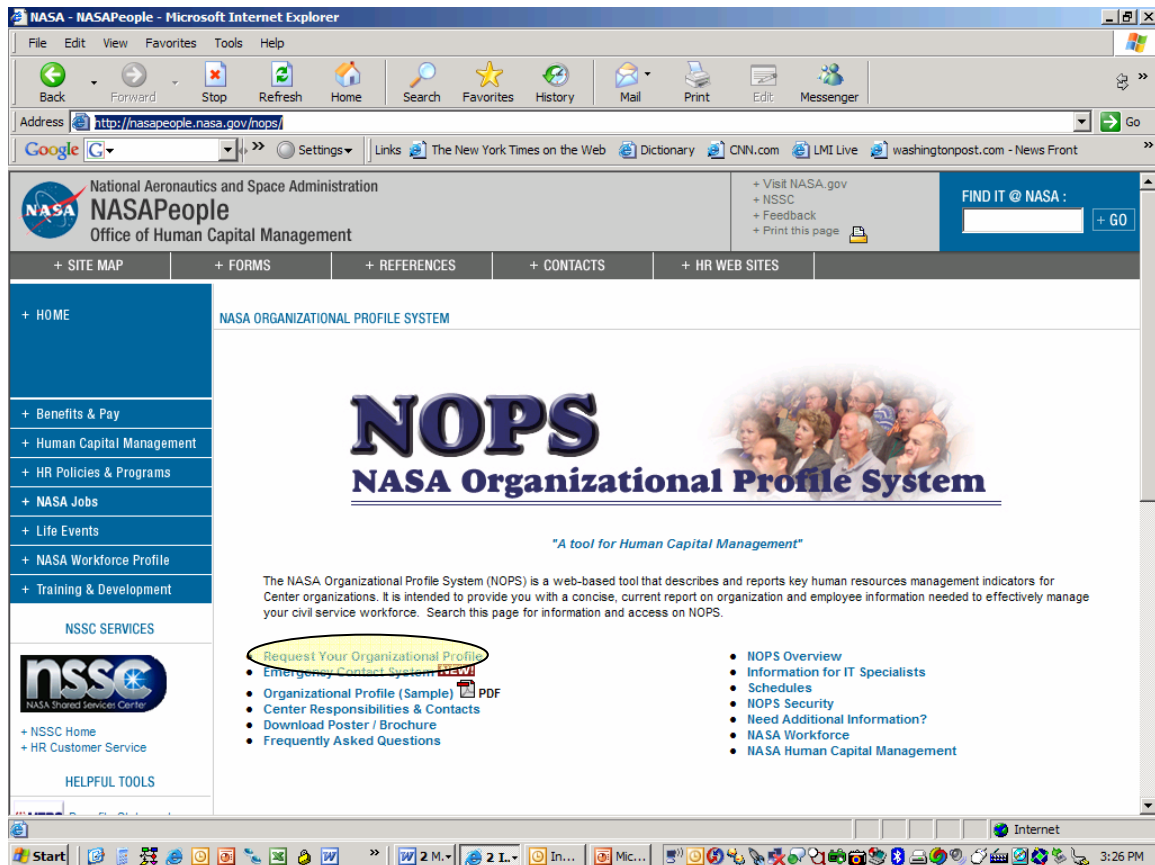 NASA - NASAPeople - Microsoft Internet Explorer
File Edit View Favorites Tools Help
Back Forward Stop Refresh Home Search Favorites History Mail Print Edit Messenger
Address http://nasapeople.nasa.gov/nops/ Go
Google G Settings Links The New York Times on the Web Dictionary CNN.com LMI Live washingtonpost.com - News Front
NASA
National Aeronautics and Space Administration
NASAPeople
Office of Human Capital Management
+ Visit NASA.gov
+ NSSC
+ Feedback
+ Print this page
FIND IT @ NASA :
+ GO
+ SITE MAP + FORMS + REFERENCES + CONTACTS + HR WEB SITES
+ HOME
+ Benefits & Pay
+ Human Capital Management
+ HR Policies & Programs
+ NASA Jobs
+ Life Events
+ NASA Workforce Profile
+ Training & Development
NSSC SERVICES
nssc
NASA Shared Services Center
+ NSSC Home
+ HR Customer Service
HELPFUL TOOLS
NASA ORGANIZATIONAL PROFILE SYSTEM
NOPS
NASA Organizational Profile System
"A tool for Human Capital Management"
The NASA Organizational Profile System (NOPS) is a web-based tool that describes and reports key human resources management indicators for
Center organizations. It is intended to provide you with a concise, current report on organization and employee information needed to effectively manage
your civil service workforce. Search this page for information and access on NOPS.
Request Your Organizational Profile
Emergency Contact System NEW!
Organizational Profile (Sample) PDF
Center Responsibilities & Contacts
Download Poster / Brochure
Frequently Asked Questions
NOPS Overview
Information for IT Specialists
Schedules
NOPS Security
Need Additional Information?
NASA Workforce
NASA Human Capital Management
Internet
Start 2 M... 2 I... In... Mic... 3:26 PM